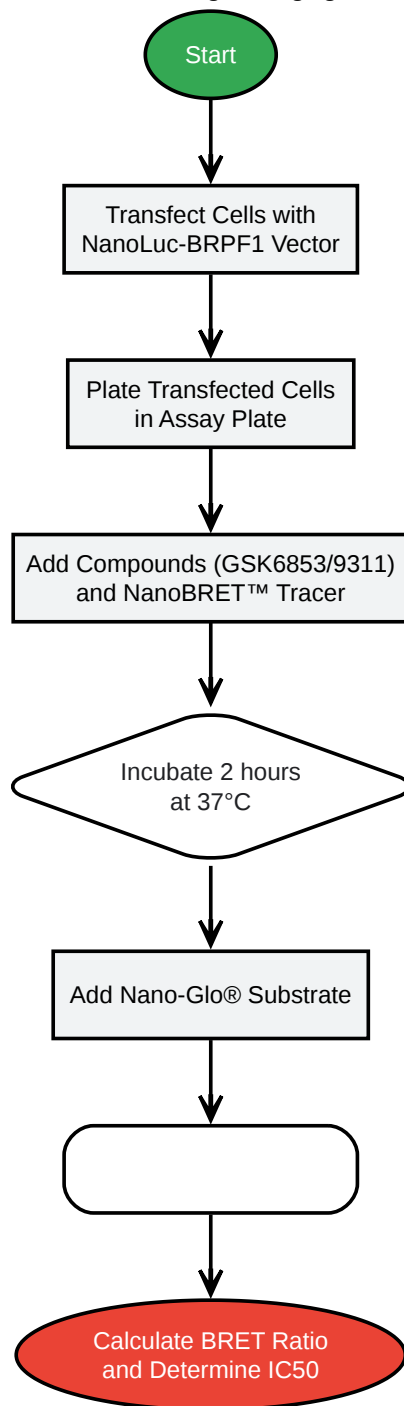 Start
Transfect Cells with
NanoLuc-BRPF1 Vector
Plate Transfected Cells
in Assay Plate
Add Compounds (GSK6853/9311)
and NanoBRET™ Tracer
Incubate 2 hours
at 37°C
Add Nano-Glo® Substrate
Calculate BRET Ratio
and Determine IC50